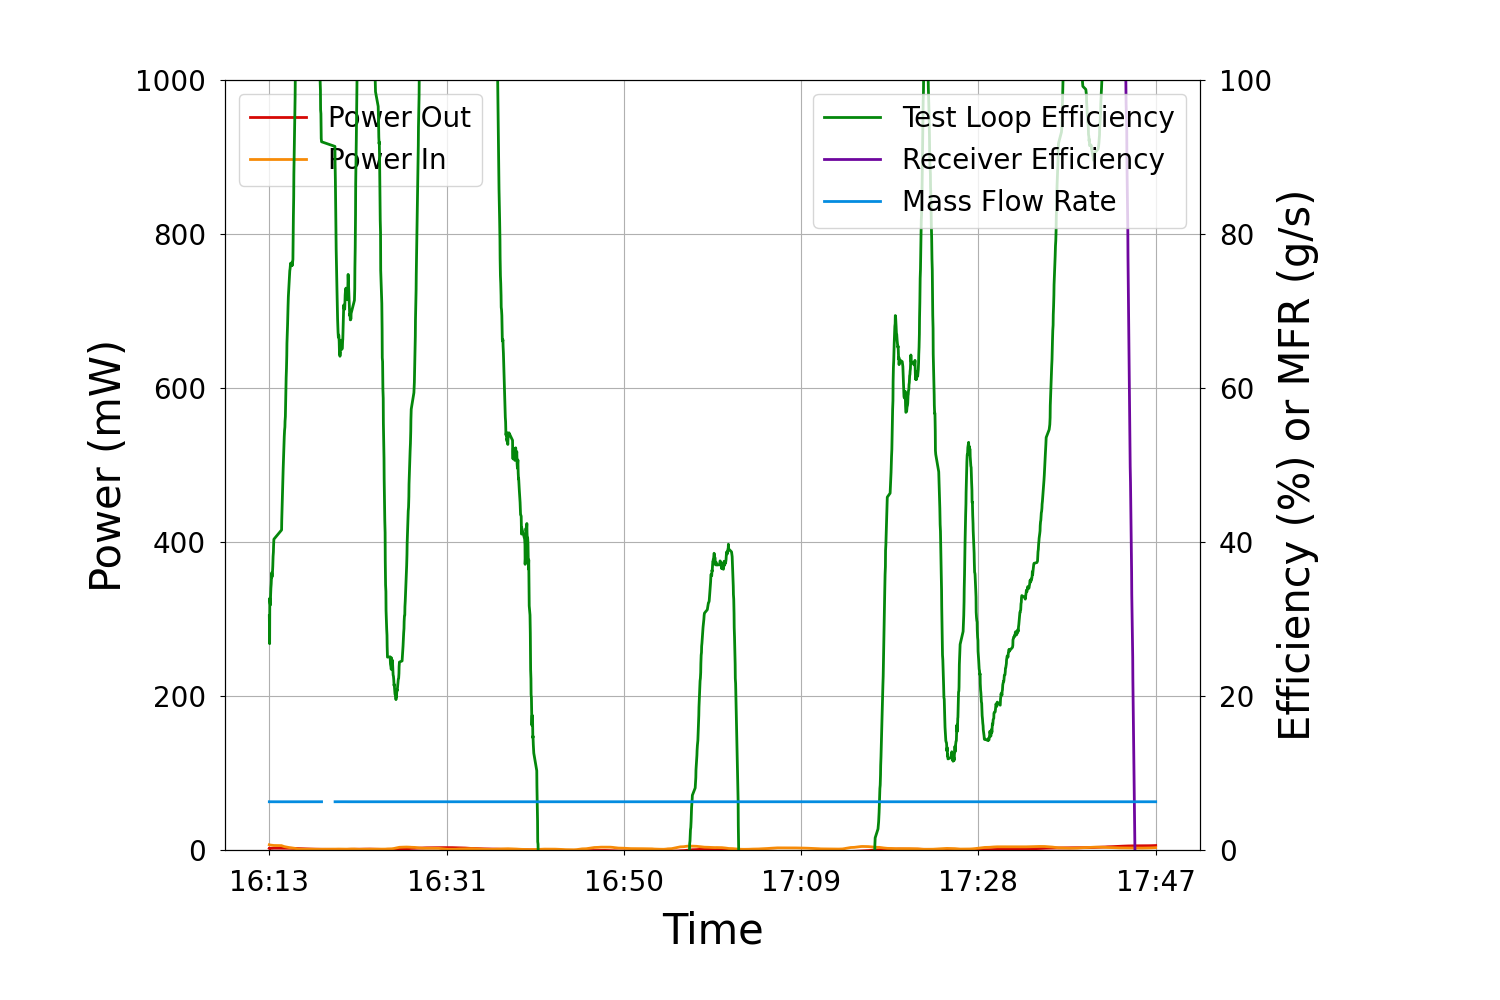 1000
800
600
400
200
0
Power (mW)
Power Out
Power In
Test Loop Efficiency
Receiver Efficiency
Mass Flow Rate
100
80
60
40
20
0
Efficiency (%) or MFR (g/s)
16:13
16:31
16:50
17:09
17:28
17:47
Time